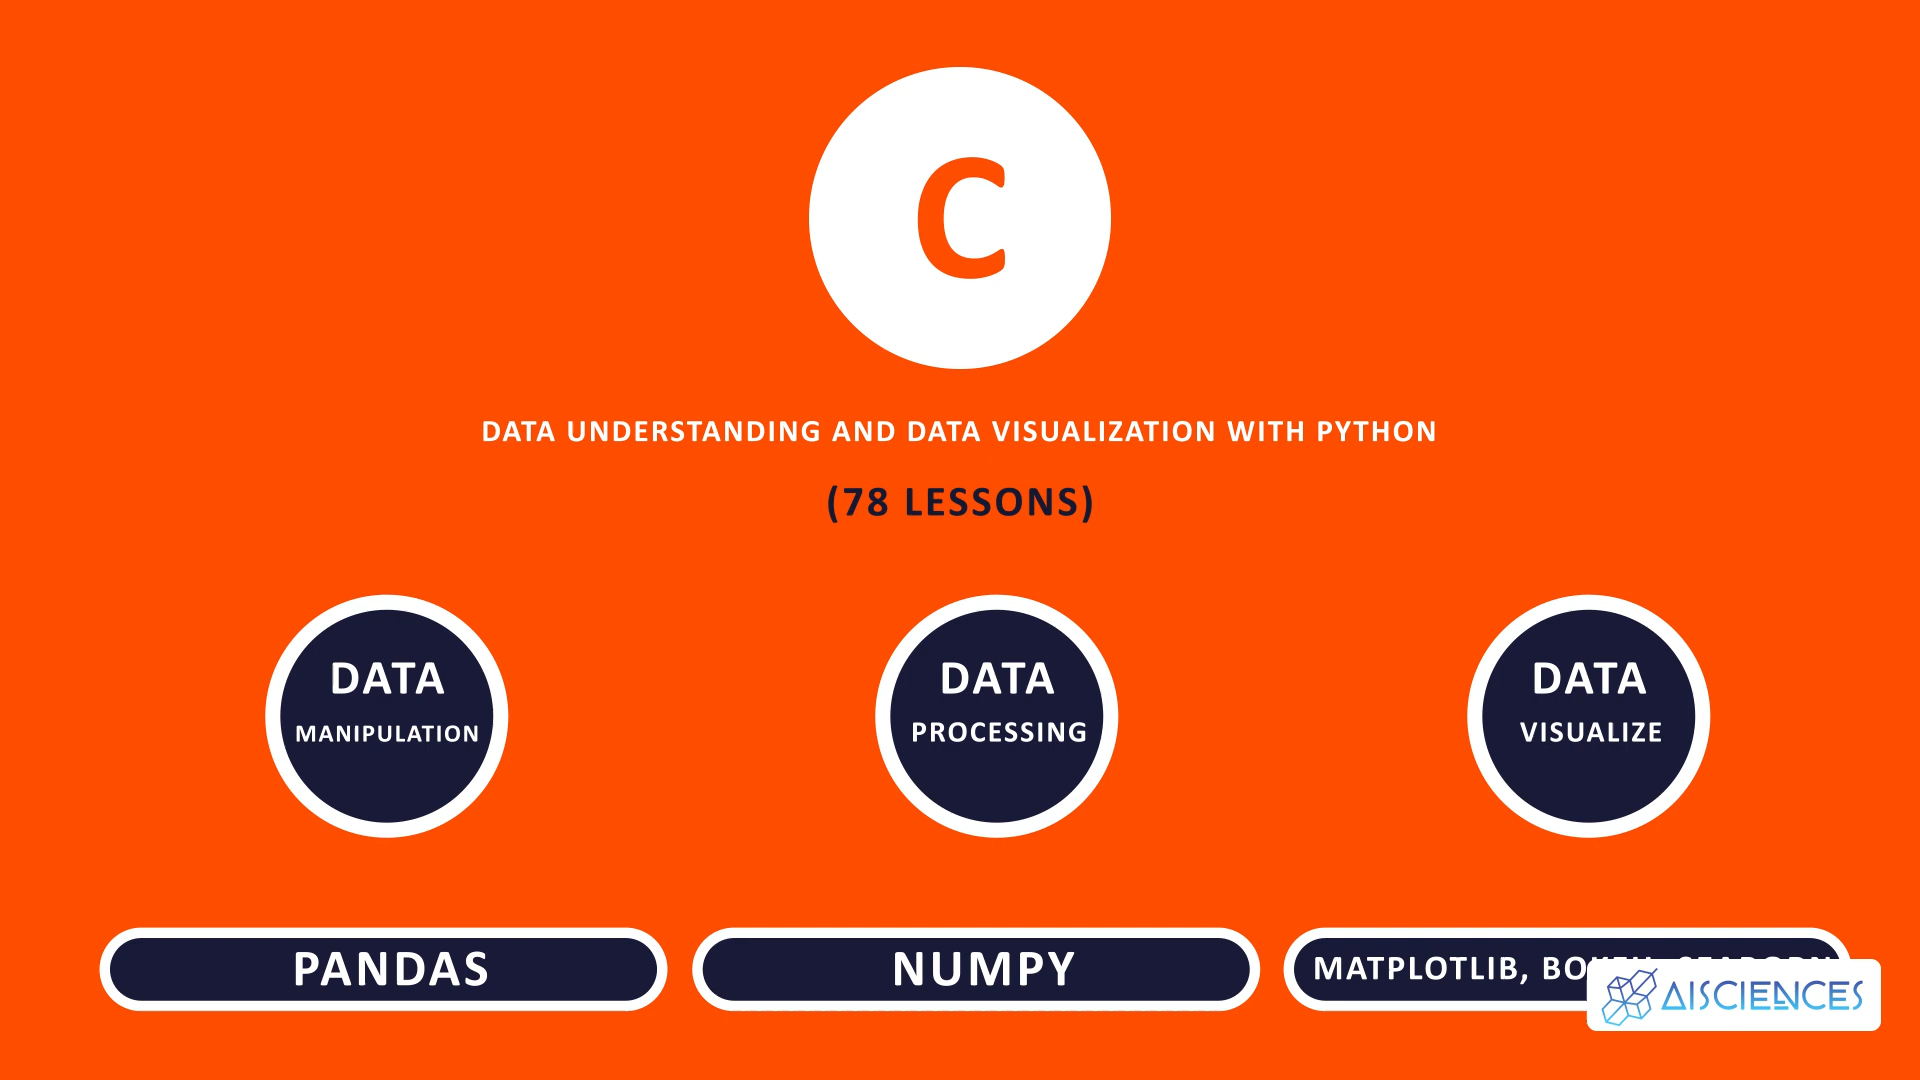 C
DATA UNDERSTANDING AND DATA VISUALIZATION WITH PYTHON
(78 LESSONS)
DATA
MANIPULATION
DATA
PROCESSING
DATA
VISUALIZE
PANDAS
NUMPY
MATPLOTLIB,
AISCIENCES